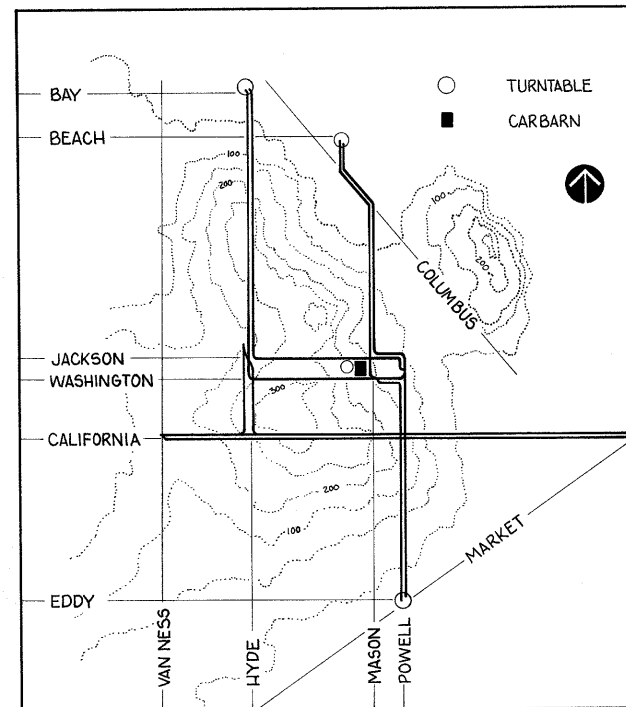 BAY
BEACH
TURNTABLE
CARBARN
100
200
100
200
COLUMBUS
JACKSON
WASHINGTON
300
CALIFORNIA
200
100
MARKET
EDDY
VAN NESS
HYDE
MASON
POWELL